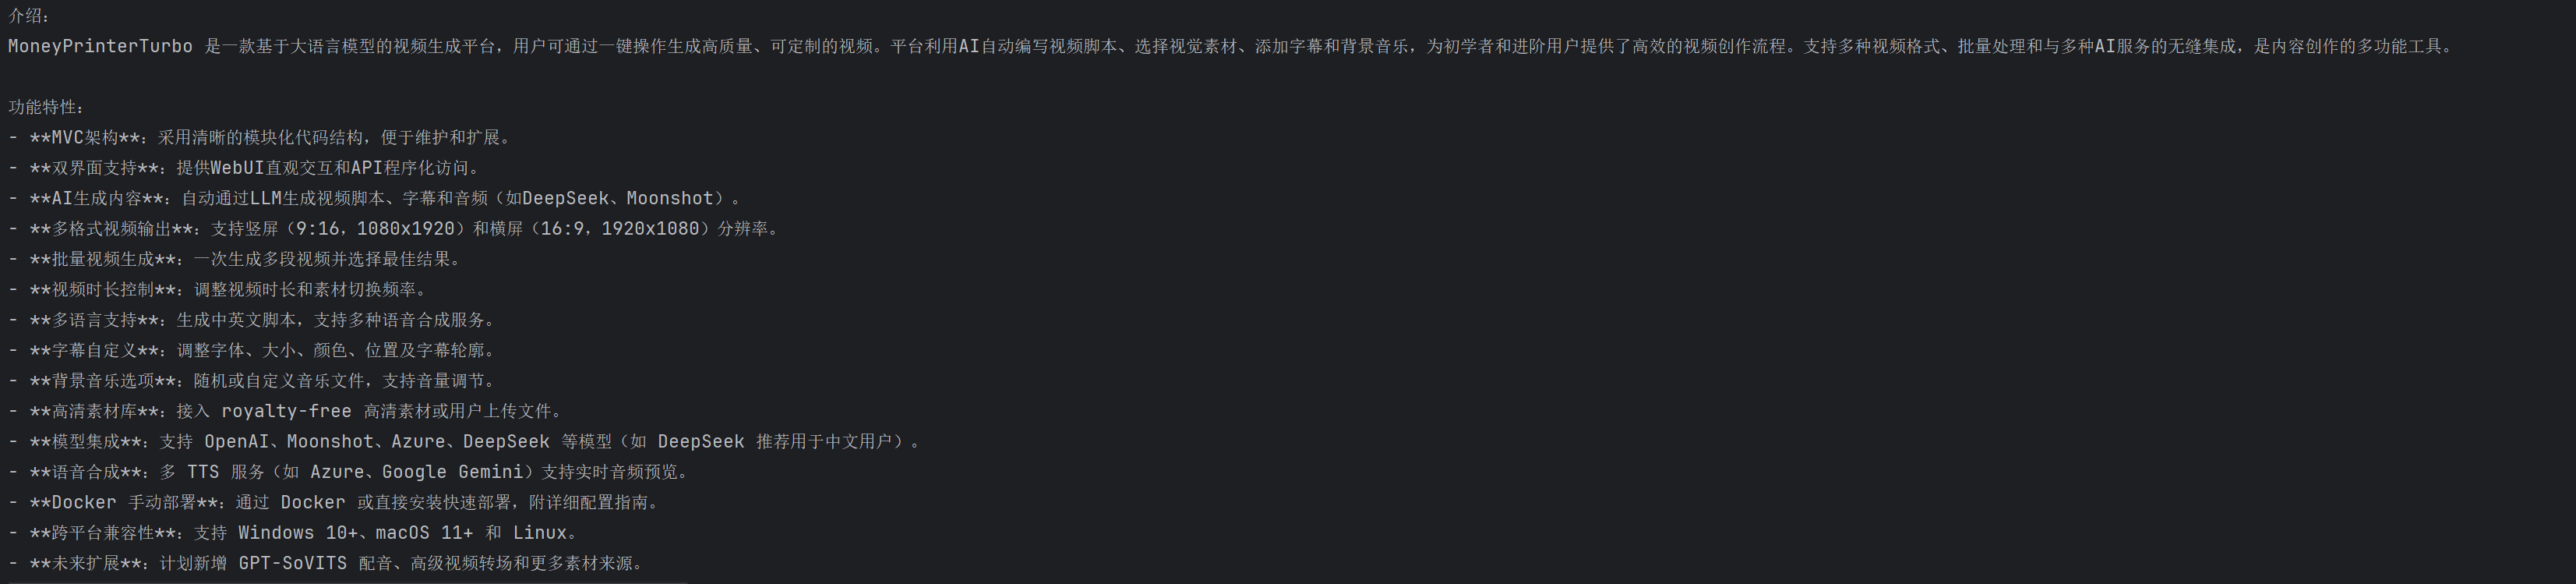 介绍:
MoneyPrinterTurbo 是一款基于大语言模型的视频生成平台，用户可通过一键操作生成高质量、可定制的视频。平台利用AI自动编写视频脚本、选择视觉素材、添加字幕和背景音乐，为初学者和进阶用户提供了高效的视频创作流程。支持多种视频格式、批量处理和与多种AI服务的无缝集成，是内容创作的多功能工具。
功能特性:
- **MVC架构**: 采用清晰的模块化代码结构，便于维护和扩展。
- **双界面支持**: 提供WebUI直观交互和API程序化访问。
- **AI生成内容**: 自动通过LLM生成视频脚本、字幕和音频（如DeepSeek、Moonshot）。
- **多格式视频输出**: 支持竖屏（9:16，1080x1920）和横屏（16:9，1920x1080）分辨率。
- **批量视频生成**: 一次生成多段视频并选择最佳结果。
- **视频时长控制**: 调整视频时长和素材切换频率。
- **多语言支持**: 生成中英文脚本，支持多种语音合成服务。
- **字幕自定义**: 调整字体、大小、颜色、位置及字幕轮廓。
- **背景音乐选项**: 随机或自定义音乐文件，支持音量调节。
- **高清素材库**: 接入 royalty-free 高清素材或用户上传文件。
- **模型集成**: 支持 OpenAI、Moonshot、Azure、DeepSeek 等模型（如 DeepSeek 推荐用于中文用户）。
- **语音合成**: 多 TTS 服务（如 Azure、Google Gemini）支持实时音频预览。
- **Docker 手动部署**: 通过 Docker 或直接安装快速部署，附详细配置指南。
- **跨平台兼容性**: 支持 Windows 10+、macOS 11+ 和 Linux。
- **未来扩展**: 计划新增 GPT-SoVITS 配音、高级视频转场和更多素材来源。